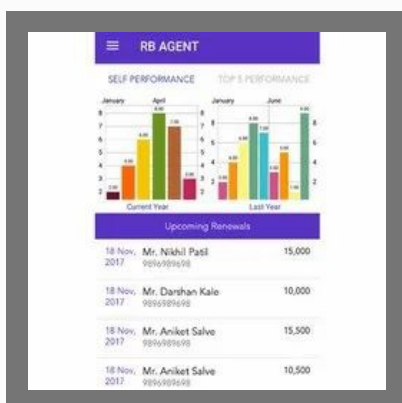 RB AGENT
SELF PERFORMANCE TOP 5 PERFORMANCE
January April January June
Current Year Last Year
Upcoming Renewals
18 Nov, 2017 Mr. Nikhil Patil 15,000
9896989698
18 Nov, 2017 Mr. Darshan Kale 10,000
9896989698
18 Nov, 2017 Mr. Aniket Salve 15,500
9896989698
18 Nov, 2017 Mr. Aniket Salve 10,500
9896989698